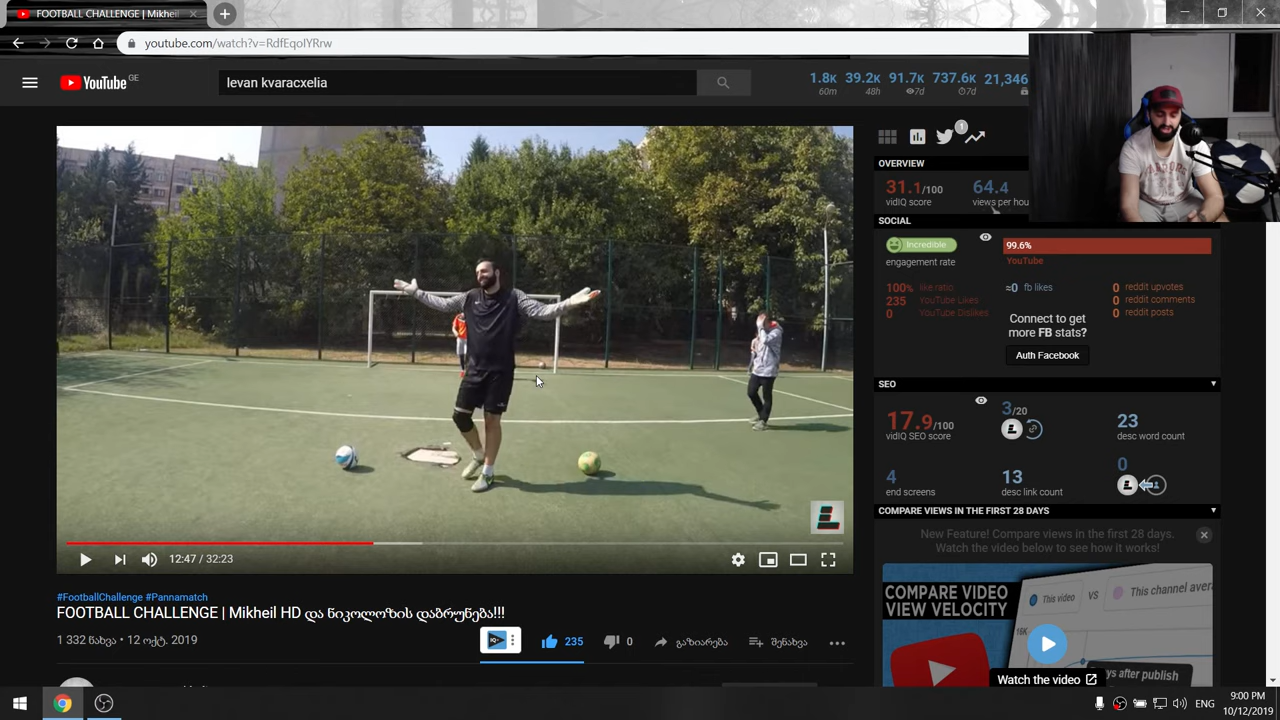 FOOTBALL CHALLENGE | Mikhei
youtube.com/watch?v=RdfEqoIYRrw
YouTube GE
levan kvaracxelia
1.8K 39.2K 91.7K 737.6K 21,346
60m 48h 7d 7d
1
OVERVIEW
31.1/100 64.4
vidIQ score views per hou
SOCIAL
Incredible 99.6%
engagement rate YouTube
100% like ratio
235 YouTube Likes
0 YouTube Dislikes
≈0 fb likes
0 reddit upvotes
0 reddit comments
0 reddit posts
Connect to get
more FB stats?
Auth Facebook
SEO
17.9/100 3/20 23
vidIQ SEO score desc word count
4 13 0
end screens desc link count
COMPARE VIEWS IN THE FIRST 28 DAYS
New Feature! Compare views in the first 28 days.
Watch the video below to see how it works!
COMPARE VIDEO
VIEW VELOCITY
This video VS This channel avera
16K
ays after publish
Watch the video
12:47 / 32:23
#FootballChallenge #Pannamatch
FOOTBALL CHALLENGE | Mikheil HD და ნიკოლოზის დაბრუნება!!!
1 332 ნახვა • 12 ოქტ. 2019
IQ 235 0 გაზიარება შენახვა
ENG
9:00 PM
10/12/2019